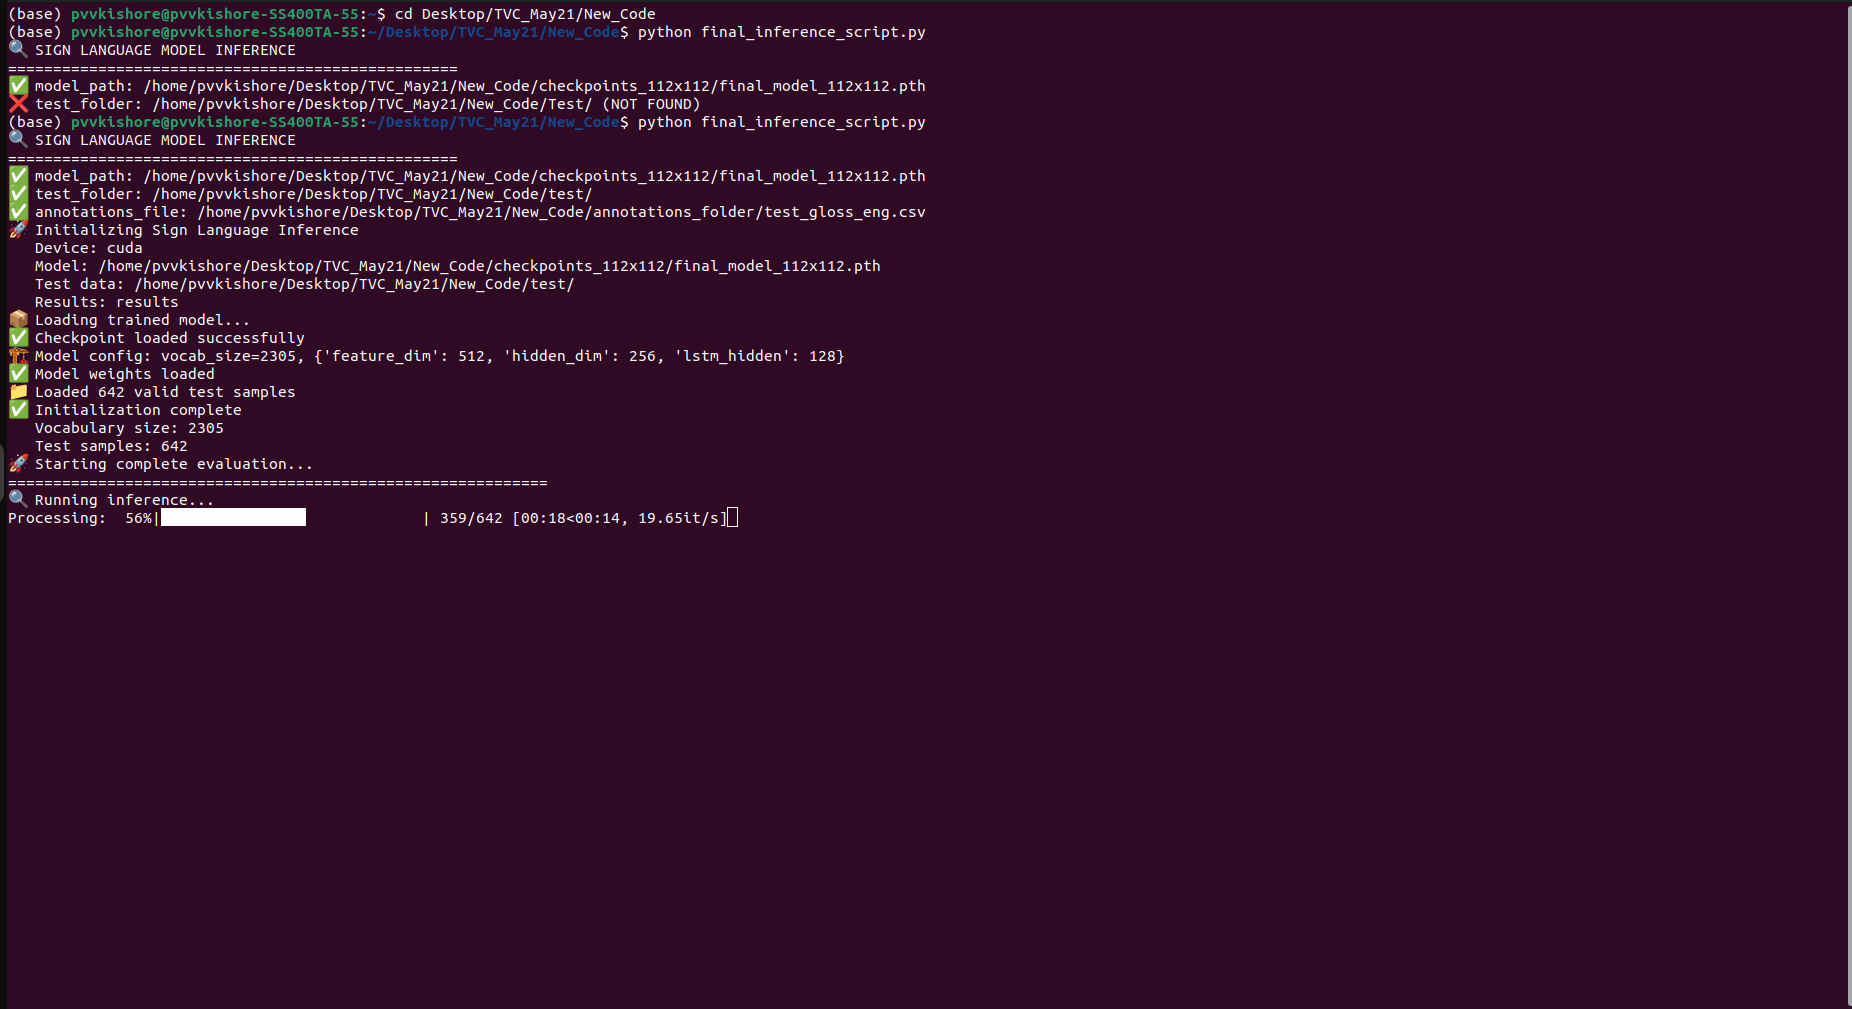 (base) pvvkishore@pvvkishore-SS400TA-55:~$ cd Desktop/TVC_May21/New_Code
(base) pvvkishore@pvvkishore-SS400TA-55:~/Desktop/TVC_May21/New_Code$ python final_inference_script.py
🔍 SIGN LANGUAGE MODEL INFERENCE
==================================================
✅ model_path: /home/pvvkishore/Desktop/TVC_May21/New_Code/checkpoints_112x112/final_model_112x112.pth
❌ test_folder: /home/pvvkishore/Desktop/TVC_May21/New_Code/Test/ (NOT FOUND)
(base) pvvkishore@pvvkishore-SS400TA-55:~/Desktop/TVC_May21/New_Code$ python final_inference_script.py
🔍 SIGN LANGUAGE MODEL INFERENCE
==================================================
✅ model_path: /home/pvvkishore/Desktop/TVC_May21/New_Code/checkpoints_112x112/final_model_112x112.pth
✅ test_folder: /home/pvvkishore/Desktop/TVC_May21/New_Code/test/
✅ annotations_file: /home/pvvkishore/Desktop/TVC_May21/New_Code/annotations_folder/test_gloss_eng.csv
🚀 Initializing Sign Language Inference
   Device: cuda
   Model: /home/pvvkishore/Desktop/TVC_May21/New_Code/checkpoints_112x112/final_model_112x112.pth
   Test data: /home/pvvkishore/Desktop/TVC_May21/New_Code/test/
   Results: results
📦 Loading trained model...
✅ Checkpoint loaded successfully
🏗️ Model config: vocab_size=2305, {'feature_dim': 512, 'hidden_dim': 256, 'lstm_hidden': 128}
✅ Model weights loaded
📁 Loaded 642 valid test samples
✅ Initialization complete
   Vocabulary size: 2305
   Test samples: 642
🚀 Starting complete evaluation...
============================================================
🔍 Running inference...
Processing:  56%|████████████████             | 359/642 [00:18<00:14, 19.65it/s]